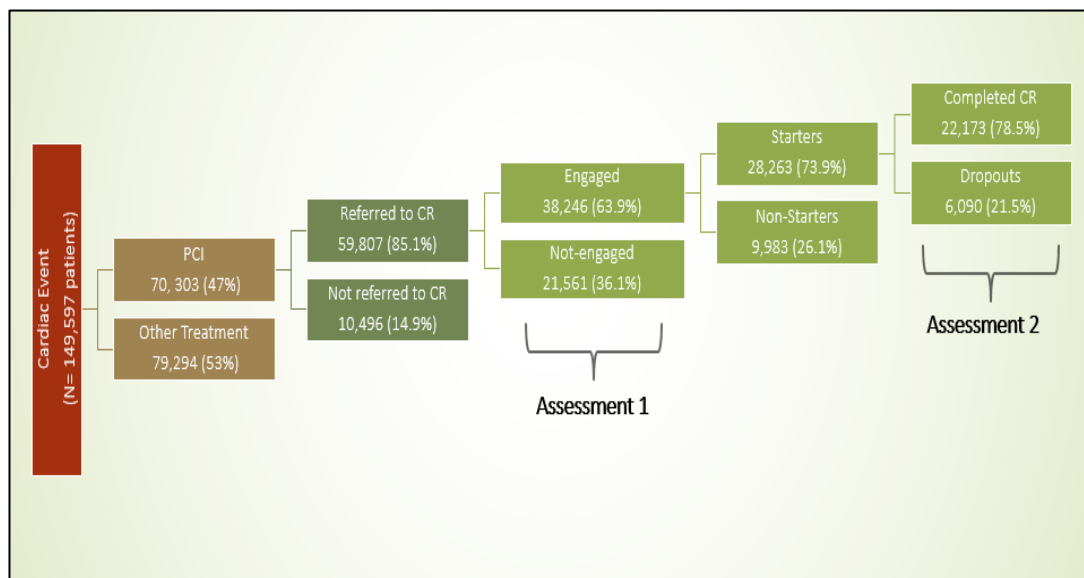 Cardiac Event
(N= 149,597 patients)
PCI
70, 303 (47%)
Other Treatment
79,294 (53%)
Referred to CR
59,807 (85.1%)
Not referred to CR
10,496 (14.9%)
Engaged
38,246 (63.9%)
Not-engaged
21,561 (36.1%)
Assessment 1
Starters
28,263 (73.9%)
Non-Starters
9,983 (26.1%)
Completed CR
22,173 (78.5%)
Dropouts
6,090 (21.5%)
Assessment 2